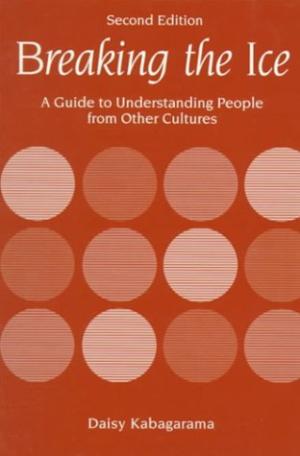 Second Edition
Breaking the Ice
A Guide to Understanding People
from Other Cultures
Daisy Kabagarama